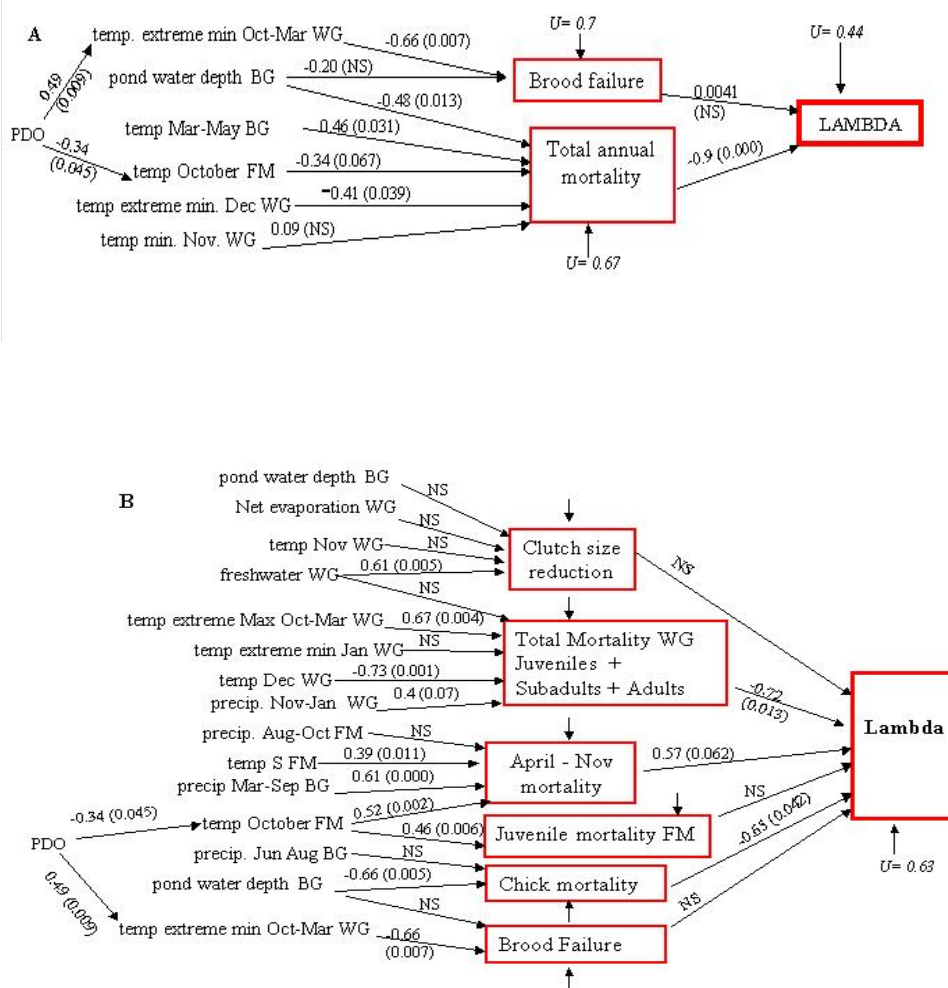 A
temp. extreme min Oct-Mar WG
-0.66 (0.007)
U= 0.7
U= 0.44
0.49
(0.009)
pond water depth BG
-0.20 (NS)
Brood failure
0.0041
(NS)
-0.48 (0.013)
PDO
temp Mar-May BG
-0.46 (0.031)
LAMBDA
-0.34
(0.045)
Total annual
mortality
-0.9 (0.000)
temp October FM
-0.34 (0.067)
temp extreme min. Dec WG
-0.41 (0.039)
temp min. Nov. WG
0.09 (NS)
U= 0.67
B
pond water depth BG
NS
Net evaporation WG
NS
temp Nov WG
NS
Clutch size
reduction
freshwater WG
0.61 (0.005)
NS
NS
temp extreme Max Oct-Mar WG
0.67 (0.004)
Total Mortality WG
Juveniles +
Subadults + Adults
temp extreme min Jan WG
NS
temp Dec WG
-0.73 (0.001)
precip. Nov-Jan WG
0.4 (0.07)
-0.72
(0.013)
Lambda
precip. Aug-Oct FM
NS
temp S FM
0.39 (0.011)
April - Nov
mortality
0.57 (0.062)
precip Mar-Sep BG
0.61 (0.000)
-0.34 (0.045)
temp October FM
0.52 (0.002)
0.46 (0.006)
Juvenile mortality FM
NS
PDO
precip. Jun Aug BG
NS
-0.65 (0.042)
U= 0.63
pond water depth BG
-0.66 (0.005)
Chick mortality
0.49 (0.009)
NS
NS
temp extreme min Oct-Mar WG
-0.66
(0.007)
Brood Failure